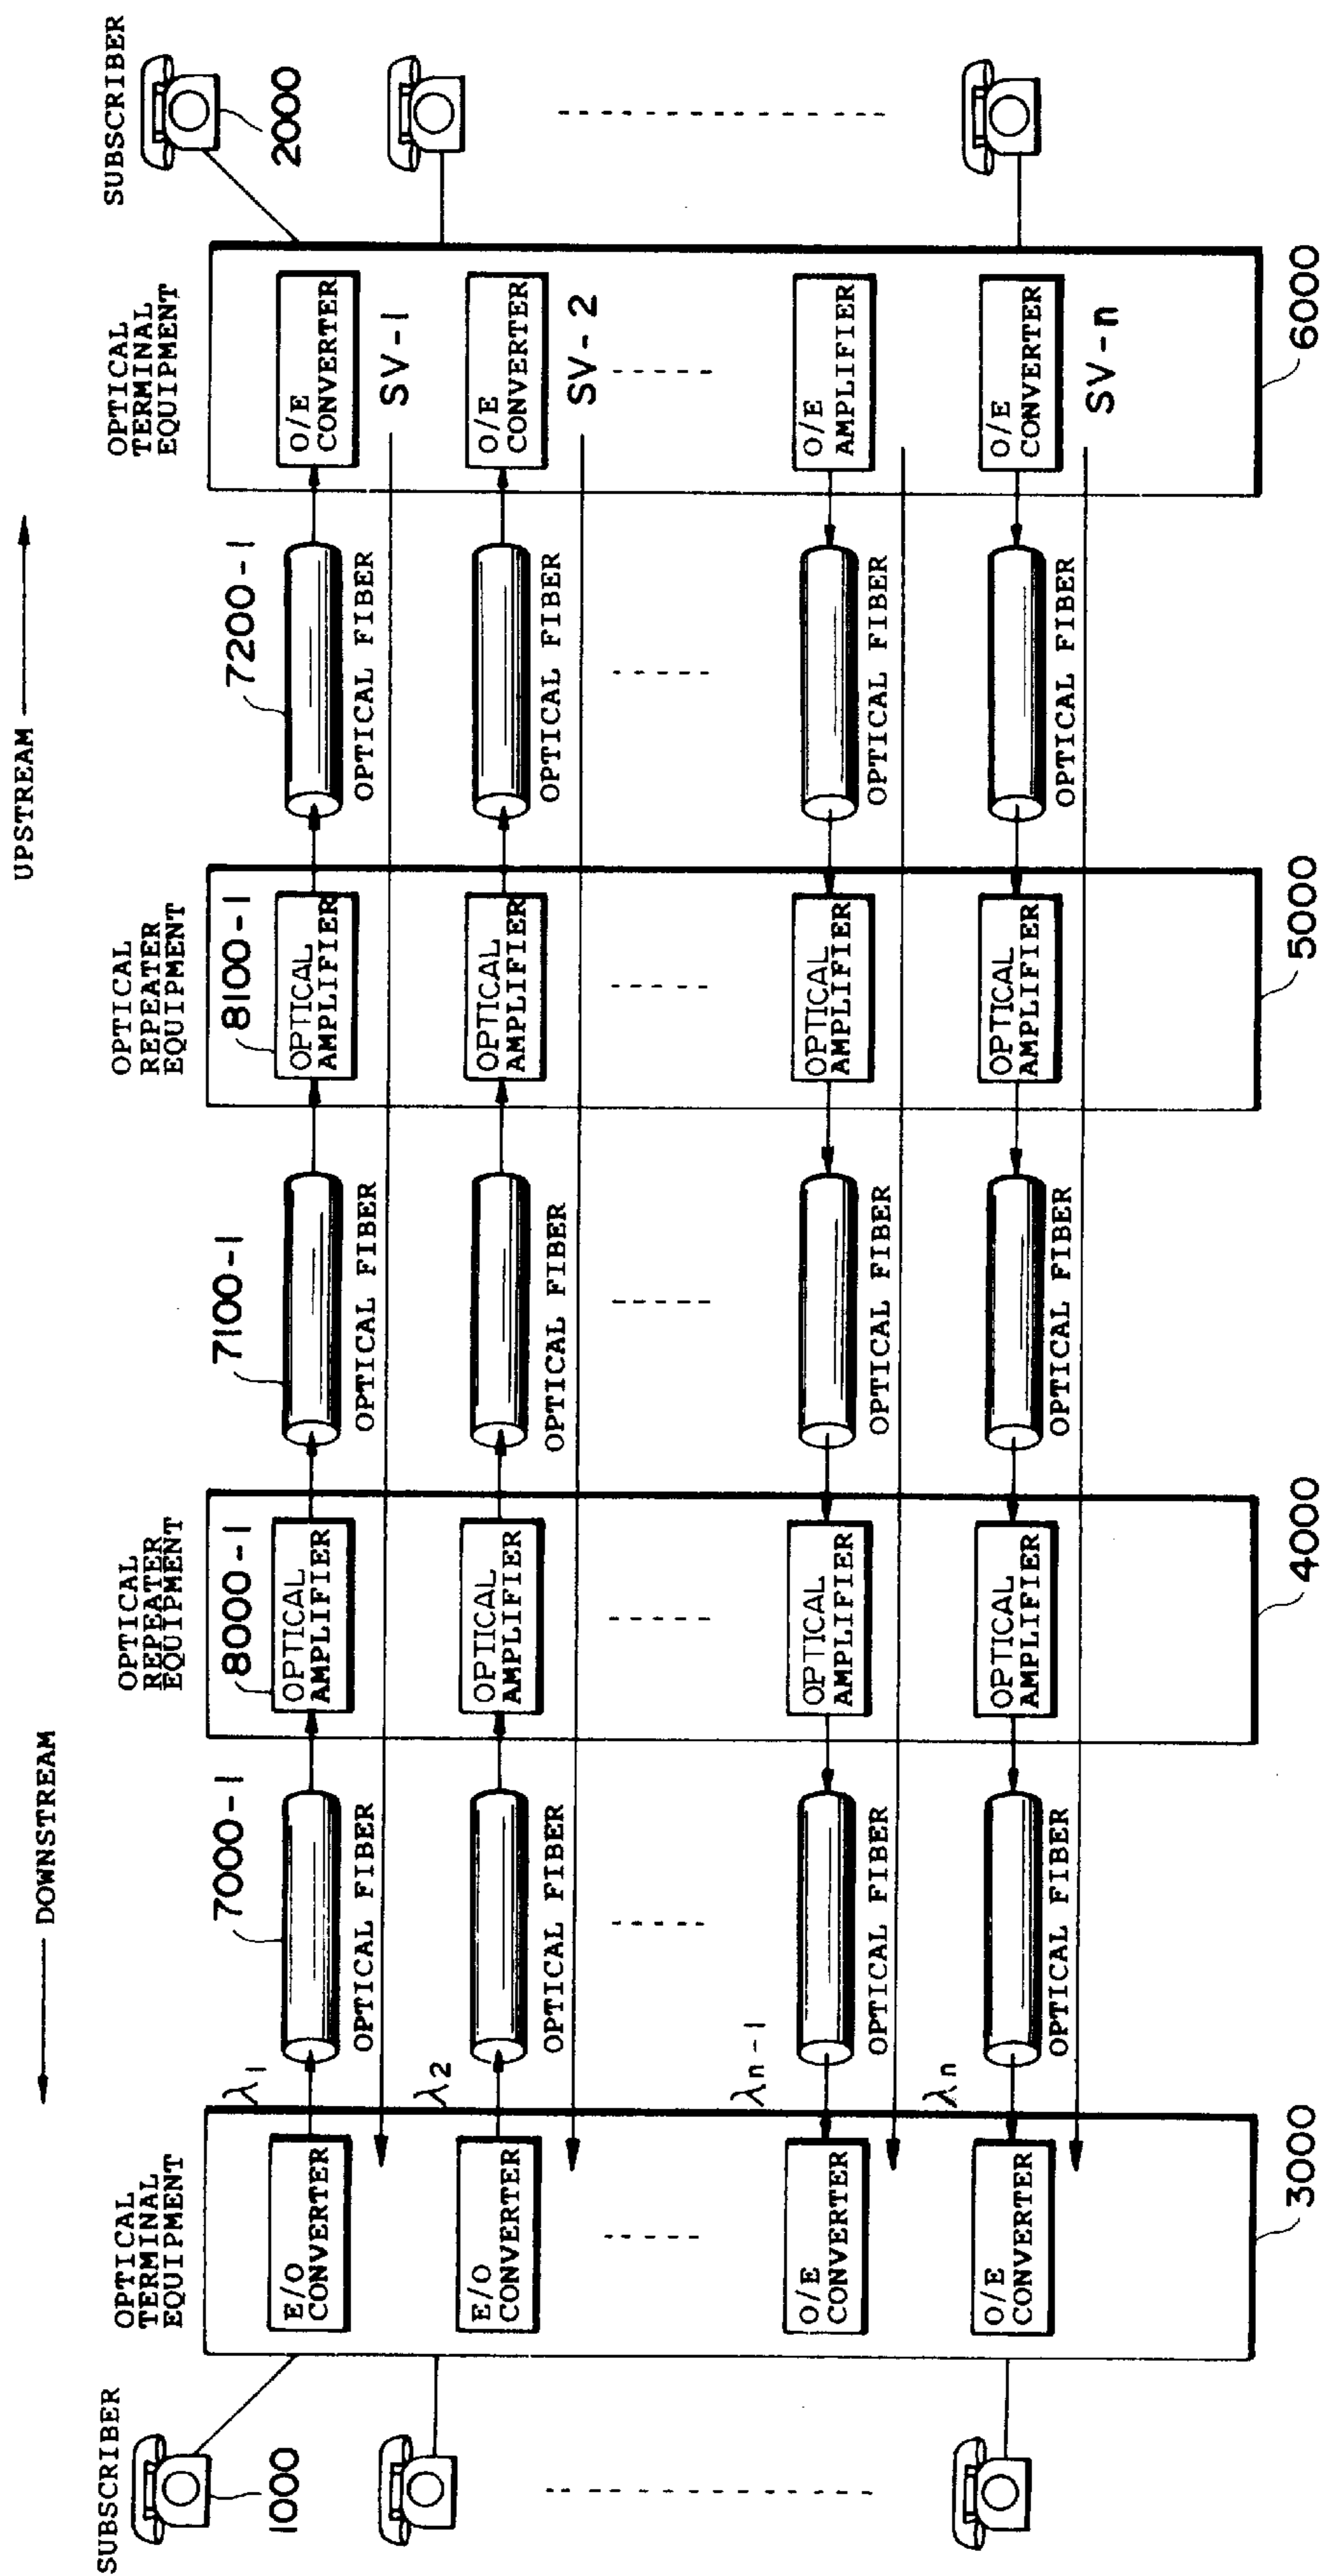 ← DOWNSTREAM
UPSTREAM →
SUBSCRIBER
OPTICAL
TERMINAL
EQUIPMENT
OPTICAL
REPEATER
EQUIPMENT
OPTICAL
REPEATER
EQUIPMENT
OPTICAL
TERMINAL
EQUIPMENT
SUBSCRIBER
1000
E/O
CONVERTER
λ1
7000-1
OPTICAL FIBER
8000-1
OPTICAL
AMPLIFIER
7100-1
OPTICAL FIBER
8100-1
OPTICAL
AMPLIFIER
7200-1
OPTICAL FIBER
O/E
CONVERTER
SV-1
2000
E/O
CONVERTER
λ2
OPTICAL FIBER
OPTICAL
AMPLIFIER
OPTICAL FIBER
OPTICAL
AMPLIFIER
OPTICAL FIBER
O/E
CONVERTER
SV-2
O/E
CONVERTER
λn-1
OPTICAL FIBER
OPTICAL
AMPLIFIER
OPTICAL FIBER
OPTICAL
AMPLIFIER
OPTICAL FIBER
O/E
AMPLIFIER
O/E
CONVERTER
λn
OPTICAL FIBER
OPTICAL
AMPLIFIER
OPTICAL FIBER
OPTICAL
AMPLIFIER
OPTICAL FIBER
O/E
CONVERTER
SV-n
3000
4000
5000
6000